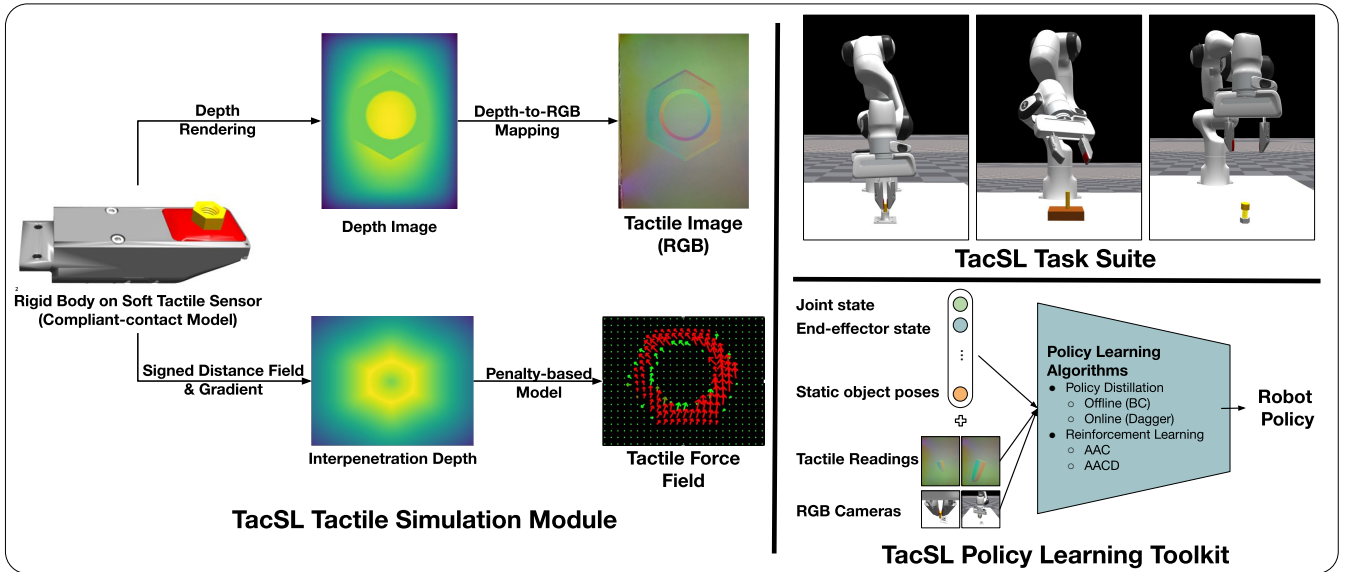 Depth
Rendering
Depth-to-RGB
Mapping
Depth Image
Tactile Image
(RGB)
2
Rigid Body on Soft Tactile Sensor
(Compliant-contact Model)
Signed Distance Field
& Gradient
Penalty-based
Model
Interpenetration Depth
Tactile Force
Field
TacSL Tactile Simulation Module
TacSL Task Suite
Joint state
End-effector state
Static object poses
Tactile Readings
RGB Cameras
Policy Learning
Algorithms
● Policy Distillation
○ Offline (BC)
○ Online (Dagger)
● Reinforcement Learning
○ AAC
○ AACD
Robot
Policy
TacSL Policy Learning Toolkit